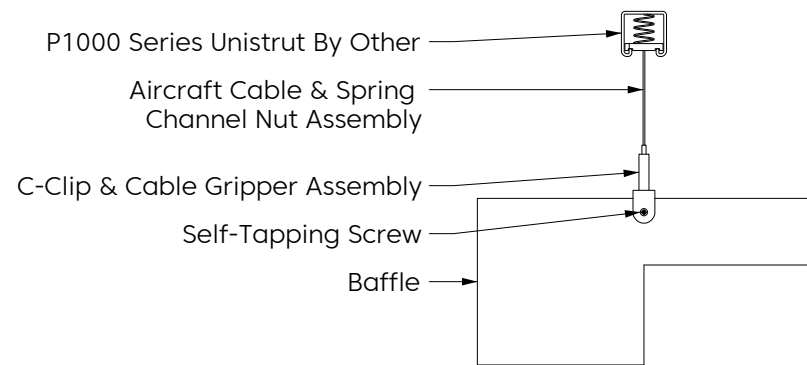 P1000 Series Unistrut By Other
Aircraft Cable & Spring
Channel Nut Assembly
C-Clip & Cable Gripper Assembly
Self-Tapping Screw
Baffle